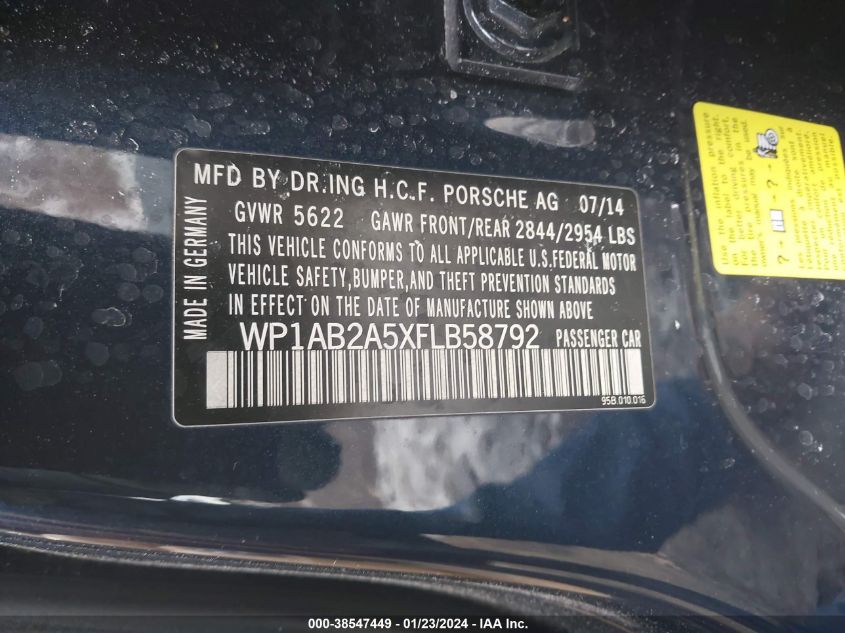 MFD BY DR.ING H.C.F. PORSCHE AG 07/14
GVWR 5622 GAWR FRONT/REAR 2844/2954 LBS
THIS VEHICLE CONFORMS TO ALL APPLICABLE U.S.FEDERAL MOTOR
VEHICLE SAFETY,BUMPER,AND THEFT PREVENTION STANDARDS
IN EFFECT ON THE DATE OF MANUFACTURE SHOWN ABOVE
WP1AB2A5XFLB58792 PASSENGER CAR
95B.010.016
MADE IN GERMANY
000-38547449 - 01/23/2024 - IAA Inc.